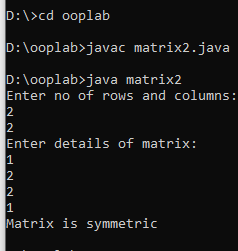 D:\>cd ooplab
D:\ooplab>javac matrix2.java
D:\ooplab>java matrix2
Enter no of rows and columns:
2
2
Enter details of matrix:
1
2
2
1
Matrix is symmetric